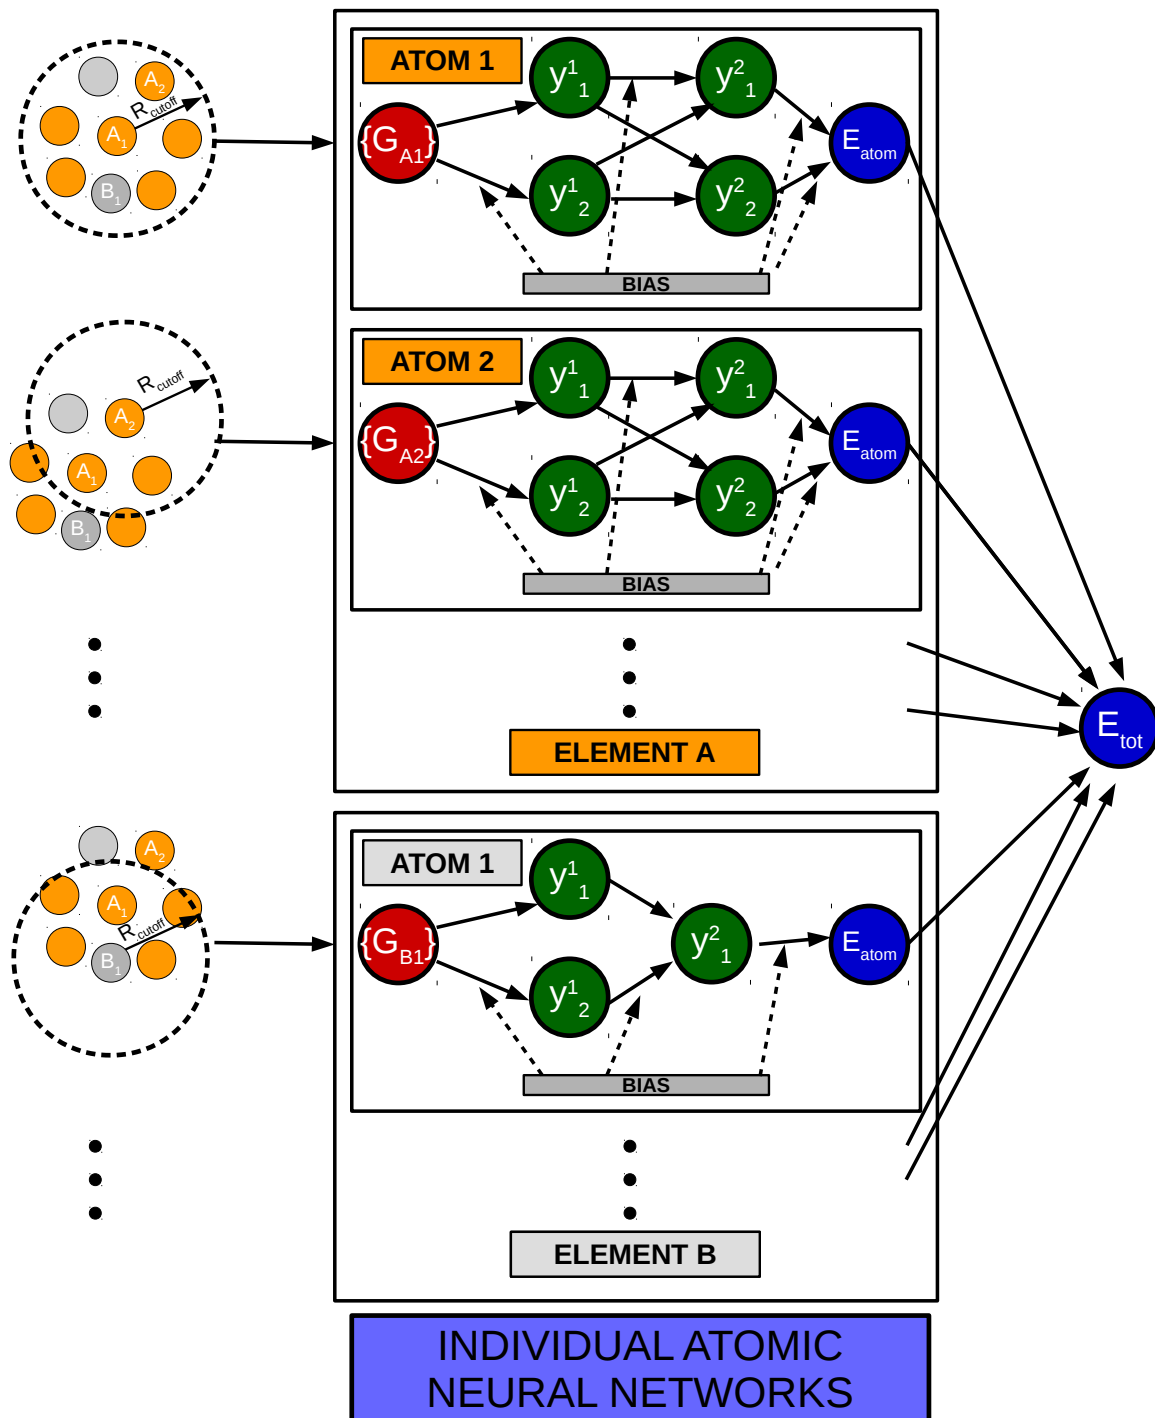 A2
Rcutoff
A1
B1
ATOM 1
{GA1}
y11
y21
y12
y22
Eatom
BIAS
Rcutoff
A2
A1
B1
ATOM 2
{GA2}
y11
y21
y12
y22
Eatom
BIAS
ELEMENT A
Etot
A2
A1
Rcutoff
B1
ATOM 1
{GB1}
y11
y12
y21
Eatom
BIAS
ELEMENT B
INDIVIDUAL ATOMIC
NEURAL NETWORKS